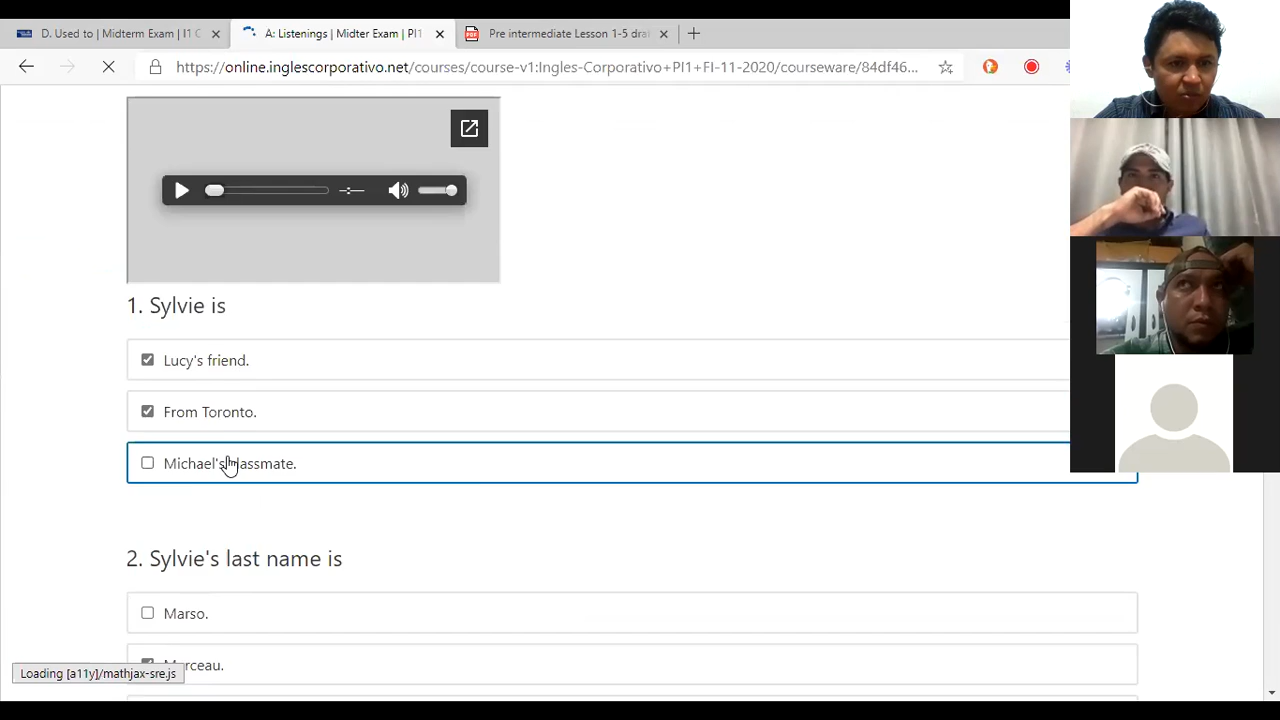 D. Used to | Midterm Exam | I1 C
A: Listenings | Midter Exam | PI1
Pre intermediate Lesson 1-5 dra
https://online.inglescorporativo.net/courses/course-v1:Ingles-Corporativo+PI1+FI-11-2020/courseware/84df46...
1. Sylvie is
Lucy's friend.
From Toronto.
Michael's classmate.
2. Sylvie's last name is
Marso.
Marceau.
Loading [a11y]/mathjax-sre.js